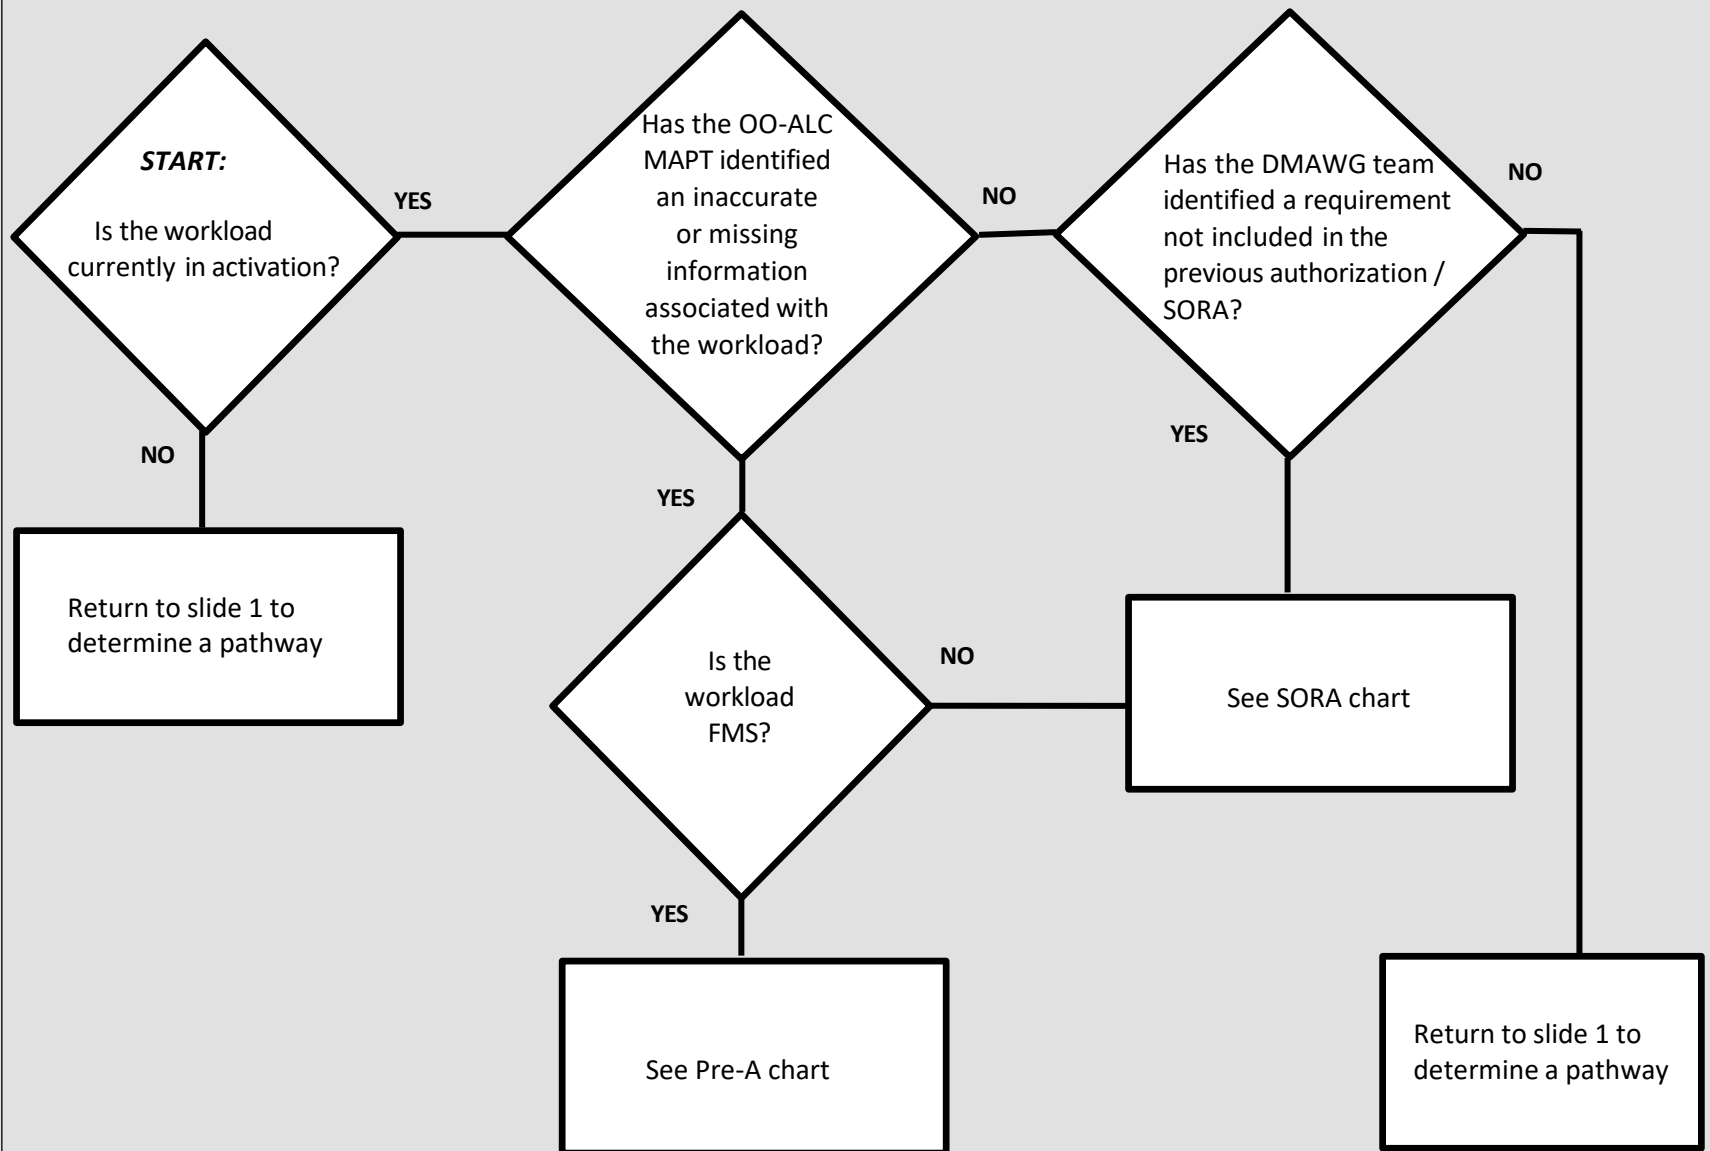 START:
Is the workload
currently in activation?
YES
NO
Return to slide 1 to
determine a pathway
Has the OO-ALC
MAPT identified
an inaccurate
or missing
information
associated with
the workload?
NO
YES
Has the DMAWG team
identified a requirement
not included in the
previous authorization /
SORA?
NO
YES
Is the
workload
FMS?
NO
YES
See SORA chart
See Pre-A chart
Return to slide 1 to
determine a pathway